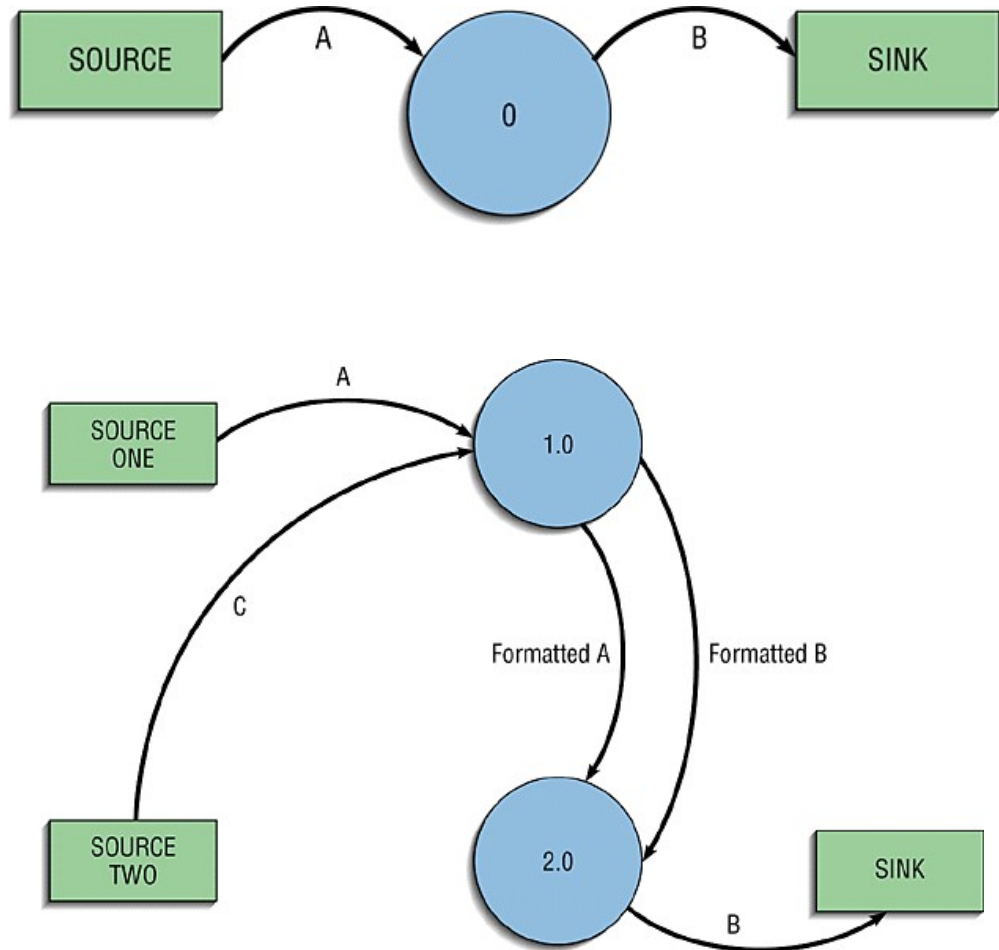 SOURCE
A
0
B
SINK
A
SOURCE
ONE
1.0
C
Formatted A
Formatted B
SOURCE
TWO
2.0
SINK
B